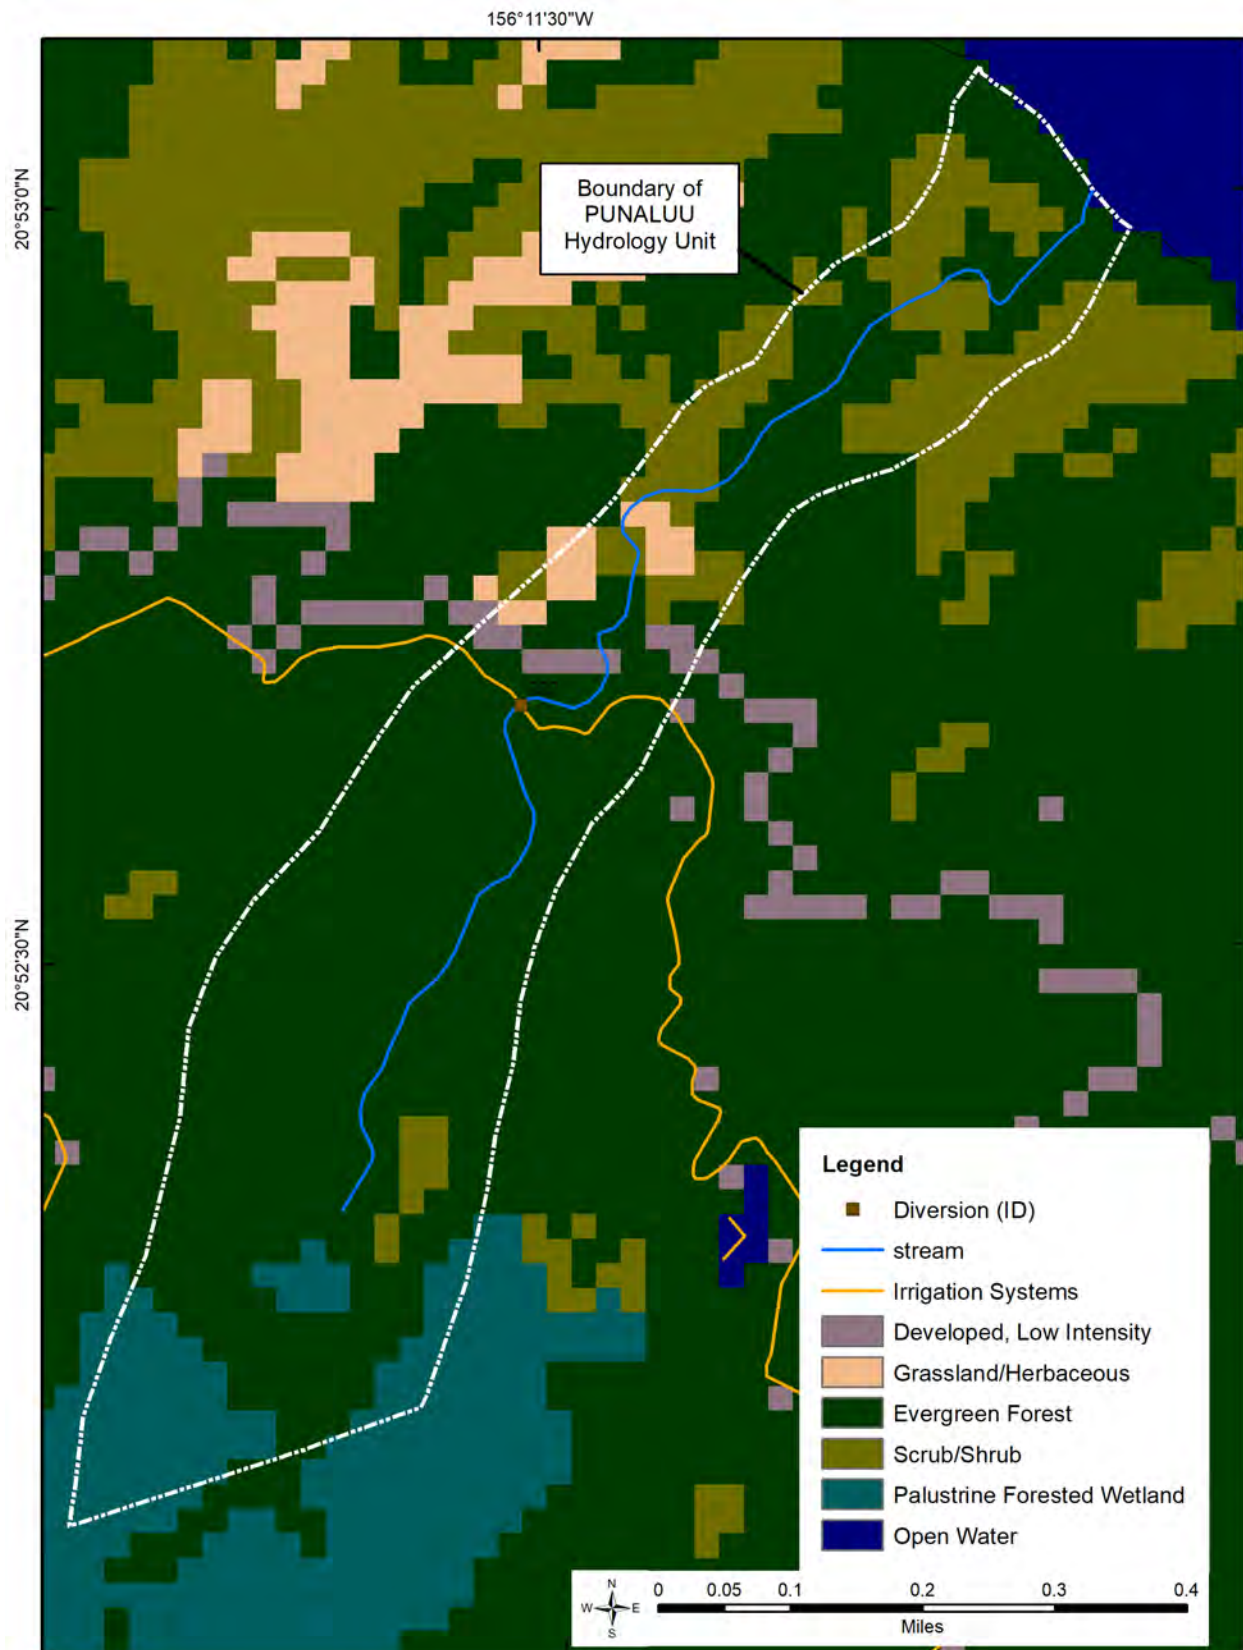 156°11'30"W
20°53'0"N
Boundary of
PUNALUU
Hydrology Unit
20°52'30"N
Legend
Diversion (ID)
stream
Irrigation Systems
Developed, Low Intensity
Grassland/Herbaceous
Evergreen Forest
Scrub/Shrub
Palustrine Forested Wetland
Open Water
N
W E
S
0 0.05 0.1 0.2 0.3 0.4
Miles